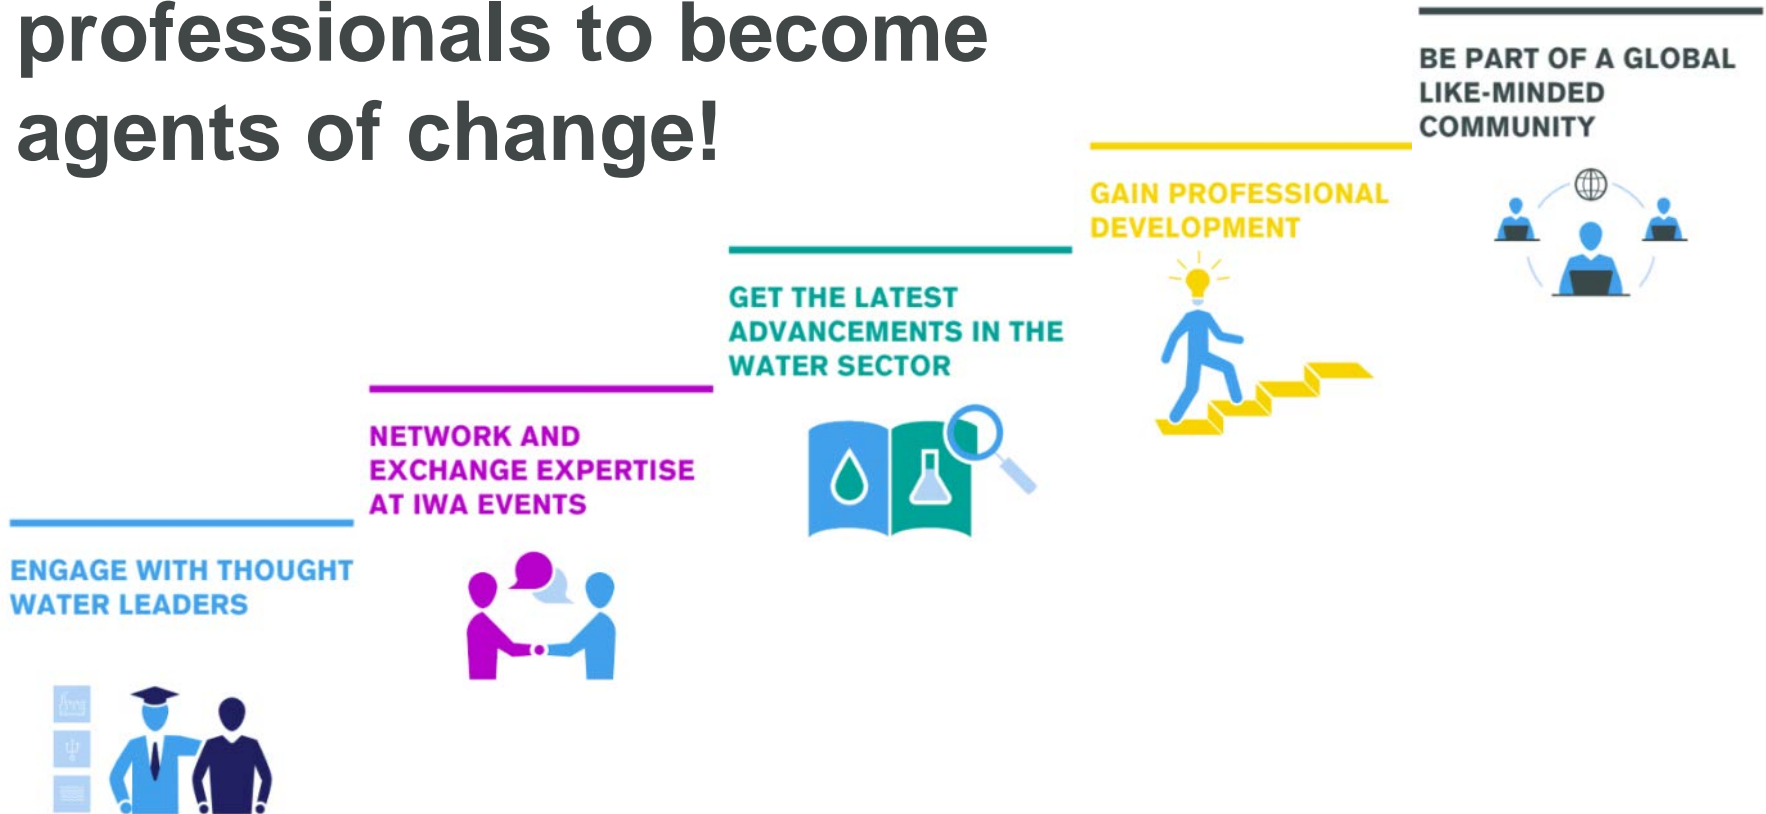 professionals to become
agents of change!
ENGAGE WITH THOUGHT
WATER LEADERS
NETWORK AND
EXCHANGE EXPERTISE
AT IWA EVENTS
GET THE LATEST
ADVANCEMENTS IN THE
WATER SECTOR
GAIN PROFESSIONAL
DEVELOPMENT
BE PART OF A GLOBAL
LIKE-MINDED
COMMUNITY